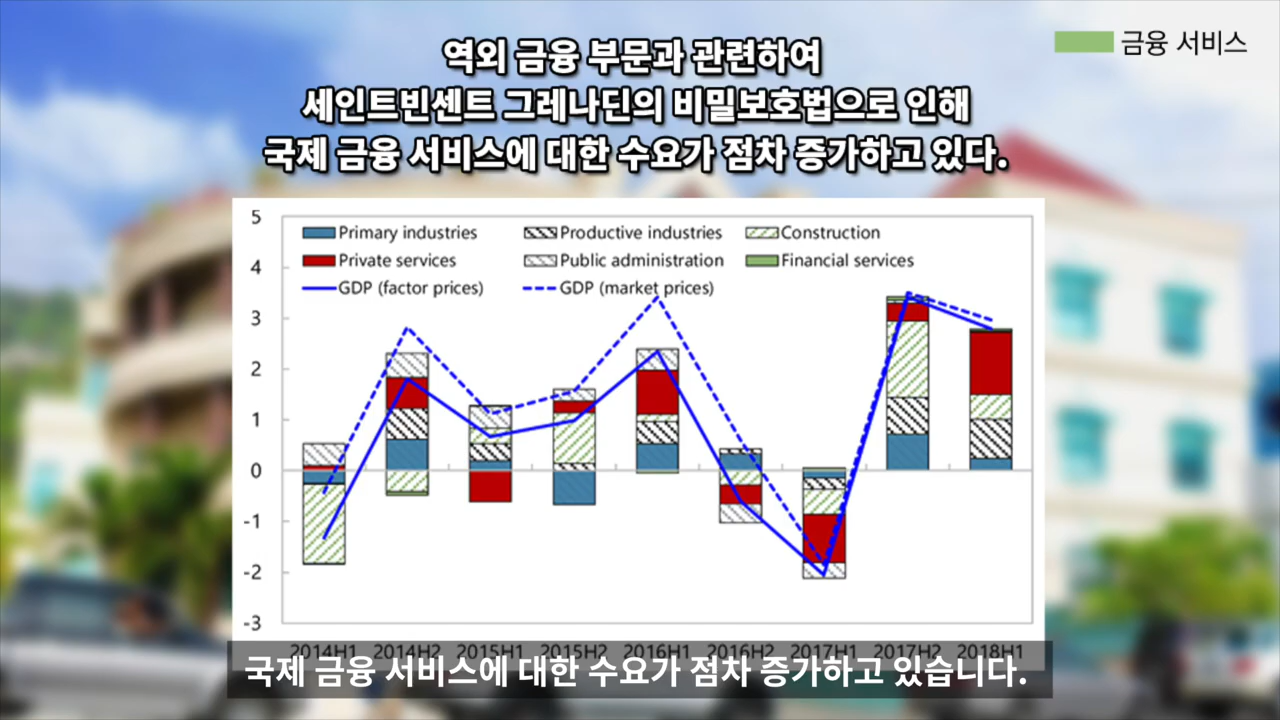 금융 서비스
역외 금융 부문과 관련하여
세인트빈센트 그레나딘의 비밀보호법으로 인해
국제 금융 서비스에 대한 수요가 점차 증가하고 있다.
5
4
3
2
1
0
-1
-2
-3
Primary industries
Productive industries
Construction
Private services
Public administration
Financial services
GDP (factor prices)
GDP (market prices)
2014H1 2014H2 2015H1 2015H2 2016H1 2016H2 2017H1 2017H2 2018H1
국제 금융 서비스에 대한 수요가 점차 증가하고 있습니다.